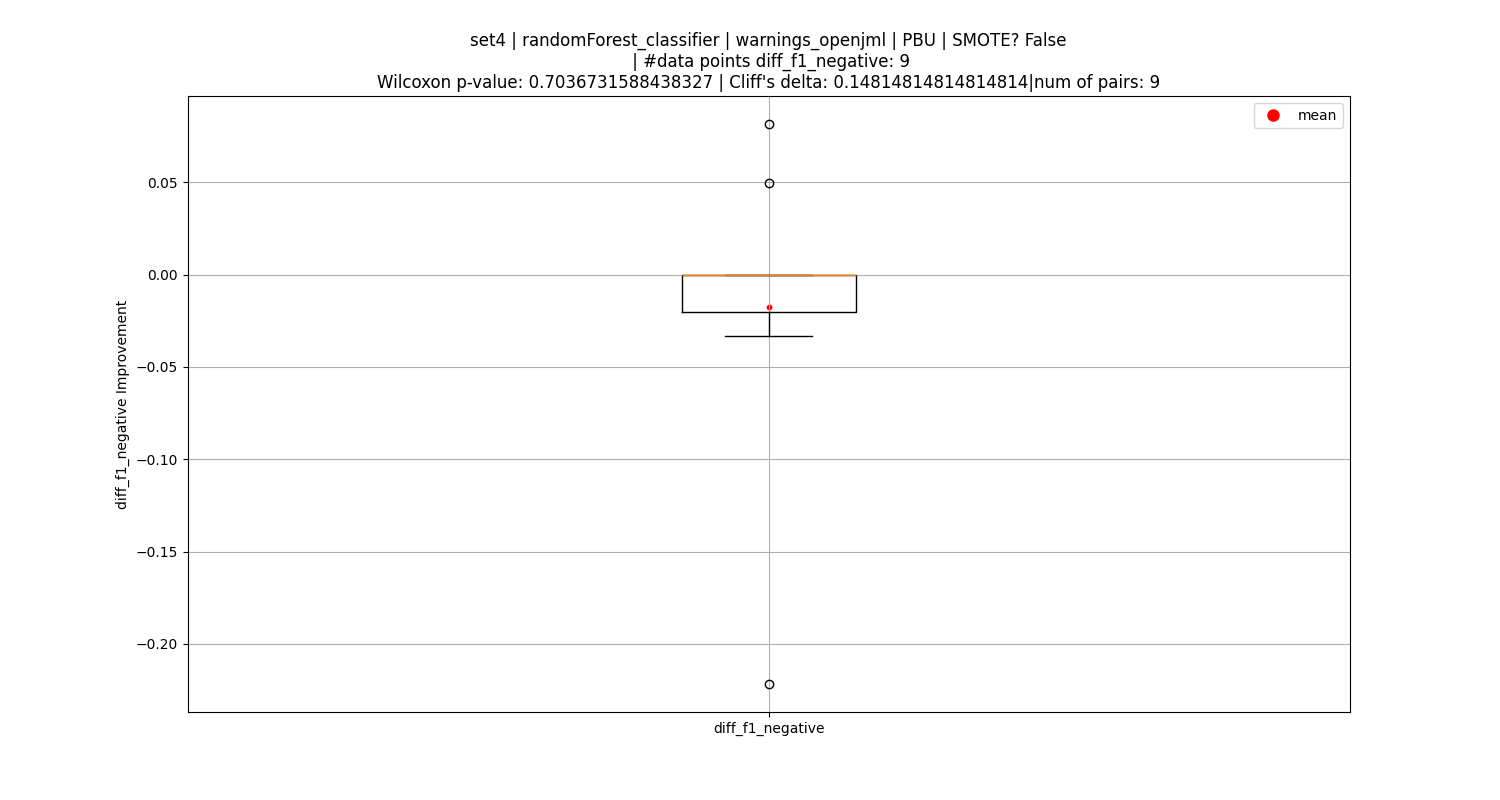 set4 | randomForest_classifier | warnings_openjml | PBU | SMOTE? False
| #data points diff_f1_negative: 9
Wilcoxon p-value: 0.7036731588438327 | Cliff's delta: 0.14814814814814814|num of pairs: 9
mean
0.05
0.00
−0.05
−0.10
−0.15
−0.20
diff_f1_negative Improvement
diff_f1_negative